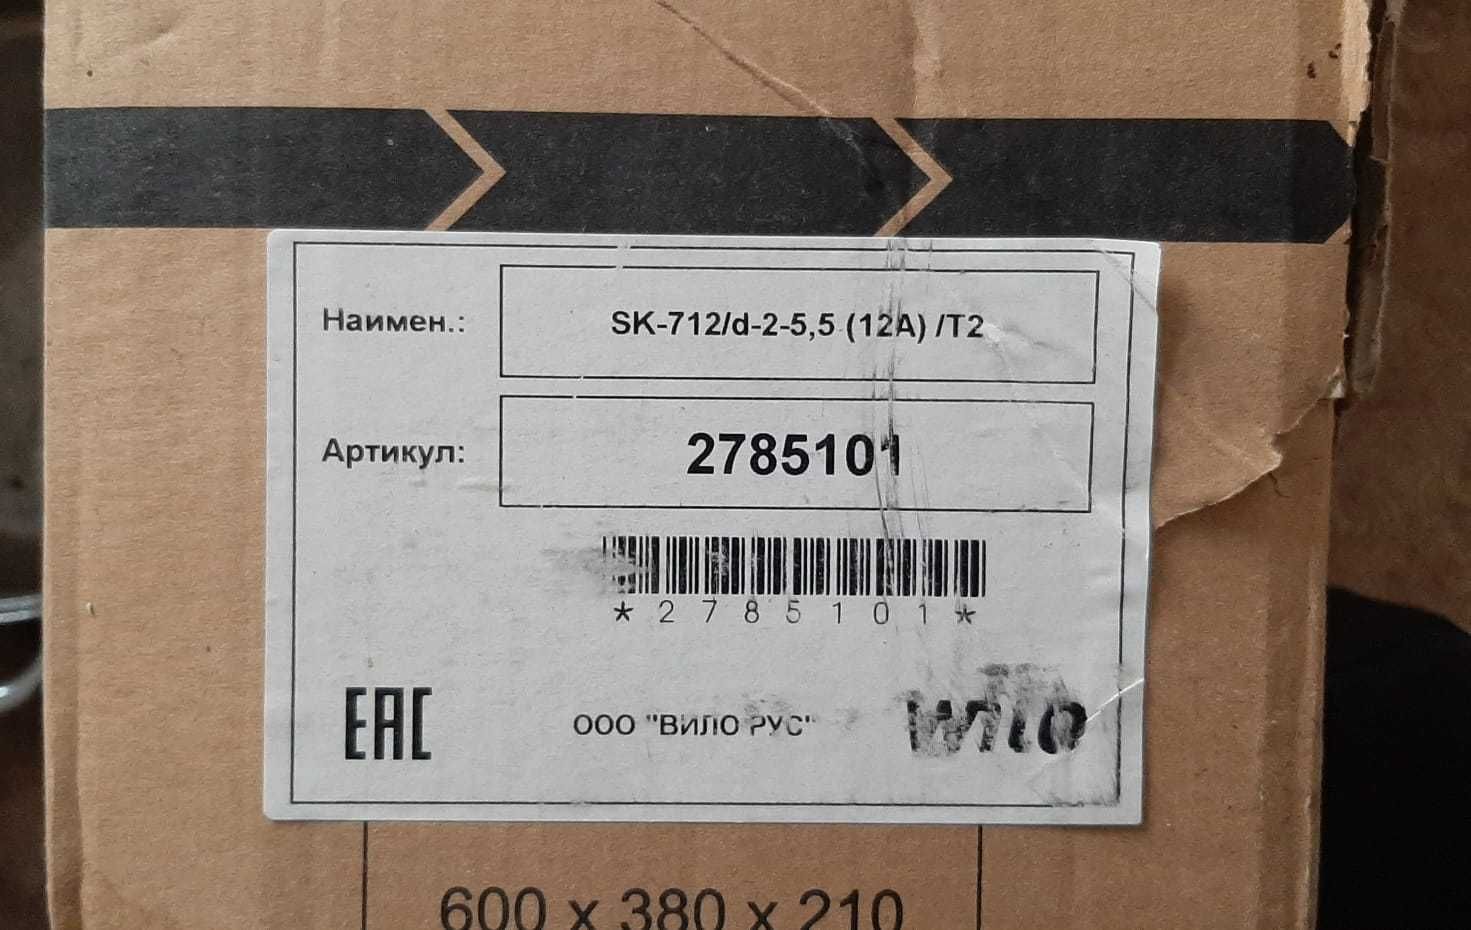 Наимен.: SK-712/d-2-5,5 (12A) /T2
Артикул: 2785101
*2785101*
EAC ООО "ВИЛО РУС" wilo
600 x 380 x 210